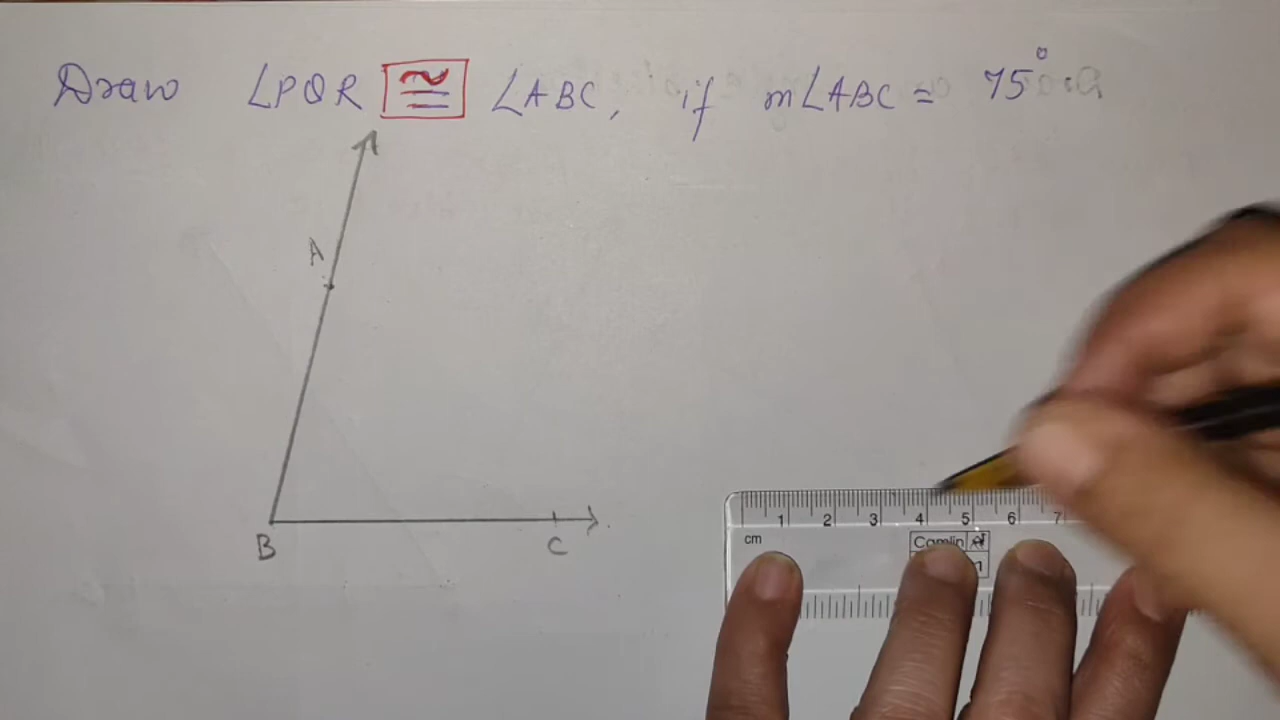 Draw ∠PQR ≅ ∠ABC, if m∠ABC = 75°
A
B
C
1 2 3 4 5 6 7
cm
Camlin